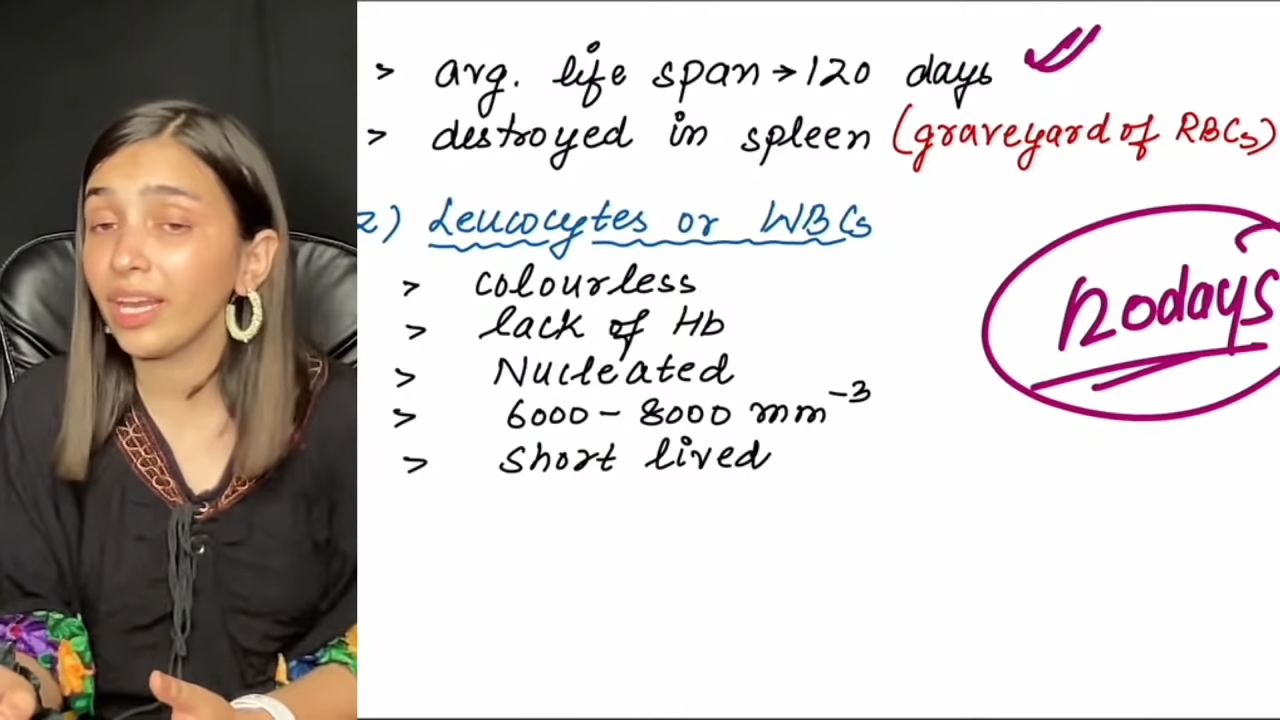 > avg. life span → 120 days
> destroyed in spleen (graveyard of RBCs)
2) Leucocytes or WBCs
> colourless
> lack of Hb
> Nucleated
> 6000 - 8000 mm⁻³
> short lived
120days